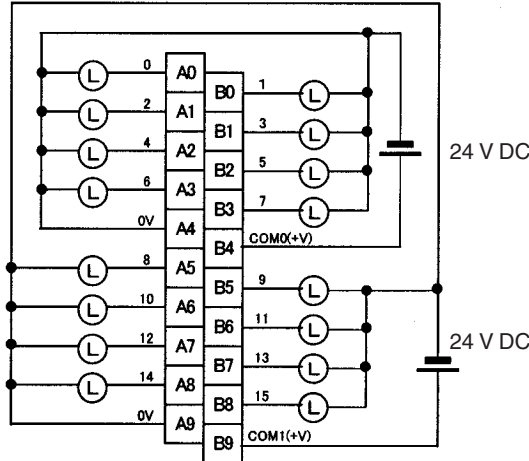 L 0 A0
B0 1 L
L 2 A1
B1 3 L
L 4 A2
B2 5 L
L 6 A3
B3 7 L
0V A4
B4 COM0(+V)
24 V DC
L 8 A5
B5 9 L
L 10 A6
B6 11 L
L 12 A7
B7 13 L
L 14 A8
B8 15 L
0V A9
B9 COM1(+V)
24 V DC